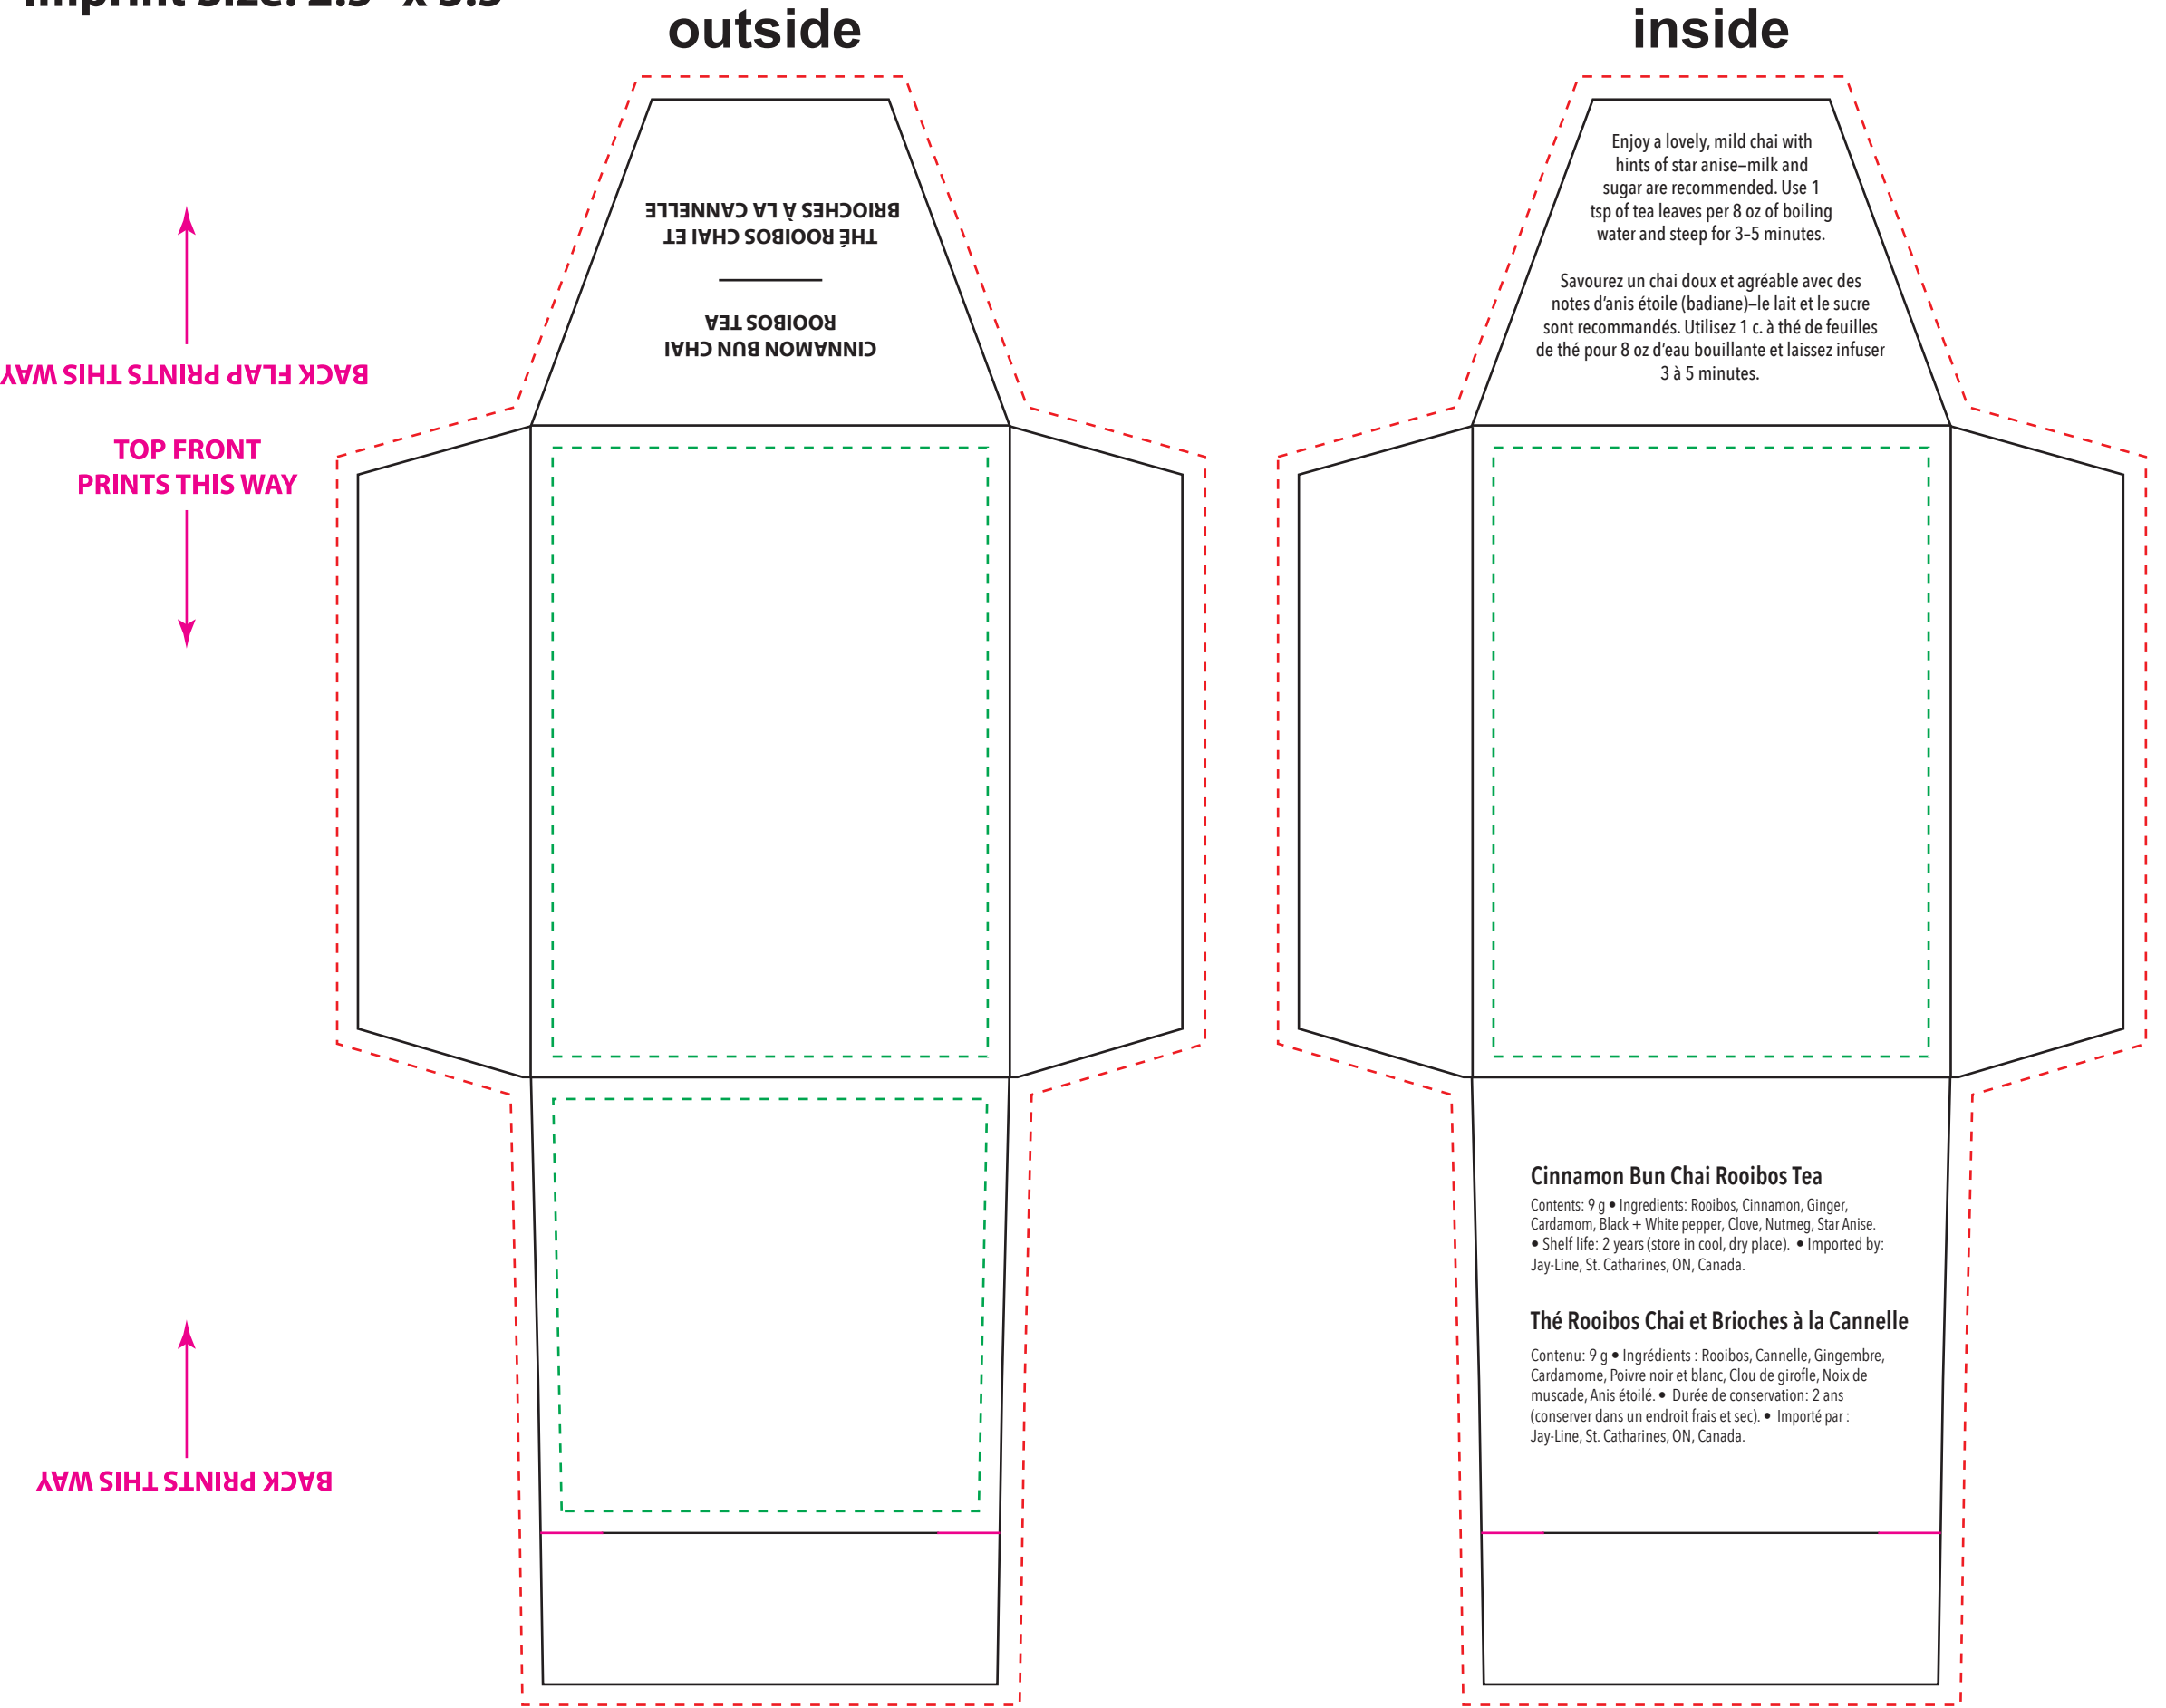 Imprint Size: 2.5" x 3.5"
outside
inside
BRIOCHES À LA CANNELLE
THÉ ROOIBOS CHAI ET
ROOIBOS TEA
CINNAMON BUN CHAI
BACK FLAP PRINTS THIS WAY
TOP FRONT
PRINTS THIS WAY
BACK PRINTS THIS WAY
Enjoy a lovely, mild chai with
hints of star anise–milk and
sugar are recommended. Use 1
tsp of tea leaves per 8 oz of boiling
water and steep for 3–5 minutes.
Savourez un chai doux et agréable avec des
notes d’anis étoile (badiane)–le lait et le sucre
sont recommandés. Utilisez 1 c. à thé de feuilles
de thé pour 8 oz d’eau bouillante et laissez infuser
3 à 5 minutes.
Cinnamon Bun Chai Rooibos Tea
Contents: 9 g • Ingredients: Rooibos, Cinnamon, Ginger,
Cardamom, Black + White pepper, Clove, Nutmeg, Star Anise.
• Shelf life: 2 years (store in cool, dry place). • Imported by:
Jay-Line, St. Catharines, ON, Canada.
Thé Rooibos Chai et Brioches à la Cannelle
Contenu: 9 g • Ingrédients : Rooibos, Cannelle, Gingembre,
Cardamome, Poivre noir et blanc, Clou de girofle, Noix de
muscade, Anis étoilé. • Durée de conservation: 2 ans
(conserver dans un endroit frais et sec). • Importé par :
Jay-Line, St. Catharines, ON, Canada.